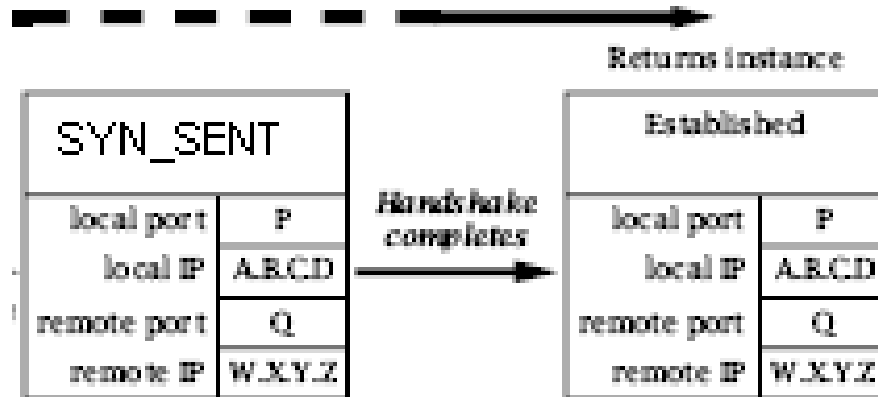 Returns instance
SYN_SENT
local port P
local IP A.B.C.D
remote port Q
remote IP W.X.Y.Z
Handshake
completes
Established
local port P
local IP A.B.C.D
remote port Q
remote IP W.X.Y.Z